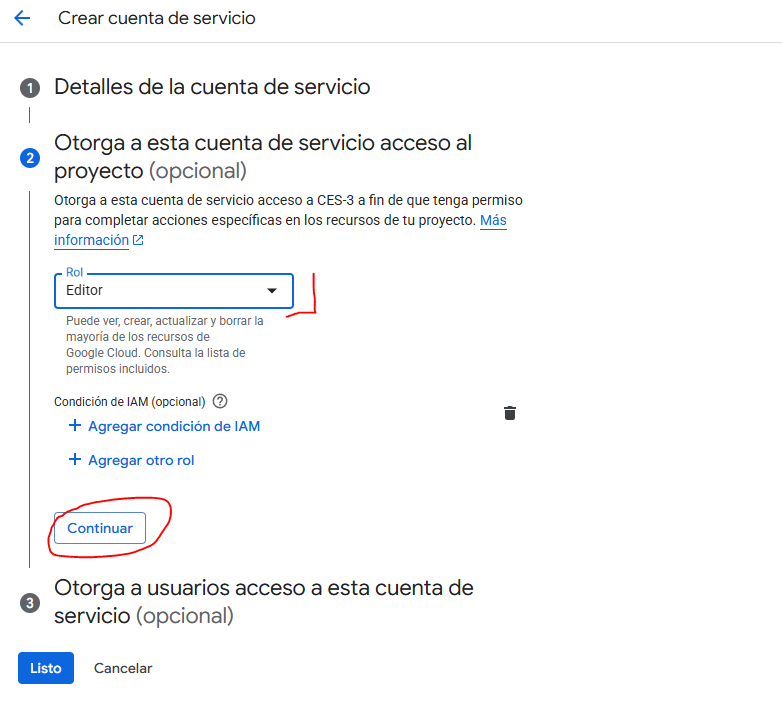 Crear cuenta de servicio
1 Detalles de la cuenta de servicio
2 Otorga a esta cuenta de servicio acceso al
proyecto (opcional)
Otorga a esta cuenta de servicio acceso a CES-3 a fin de que tenga permiso
para completar acciones específicas en los recursos de tu proyecto. Más
información
Rol
Editor
Puede ver, crear, actualizar y borrar la
mayoría de los recursos de
Google Cloud. Consulta la lista de
permisos incluidos.
Condición de IAM (opcional) ?
+ Agregar condición de IAM
+ Agregar otro rol
Continuar
3 Otorga a usuarios acceso a esta cuenta de
servicio (opcional)
Listo Cancelar